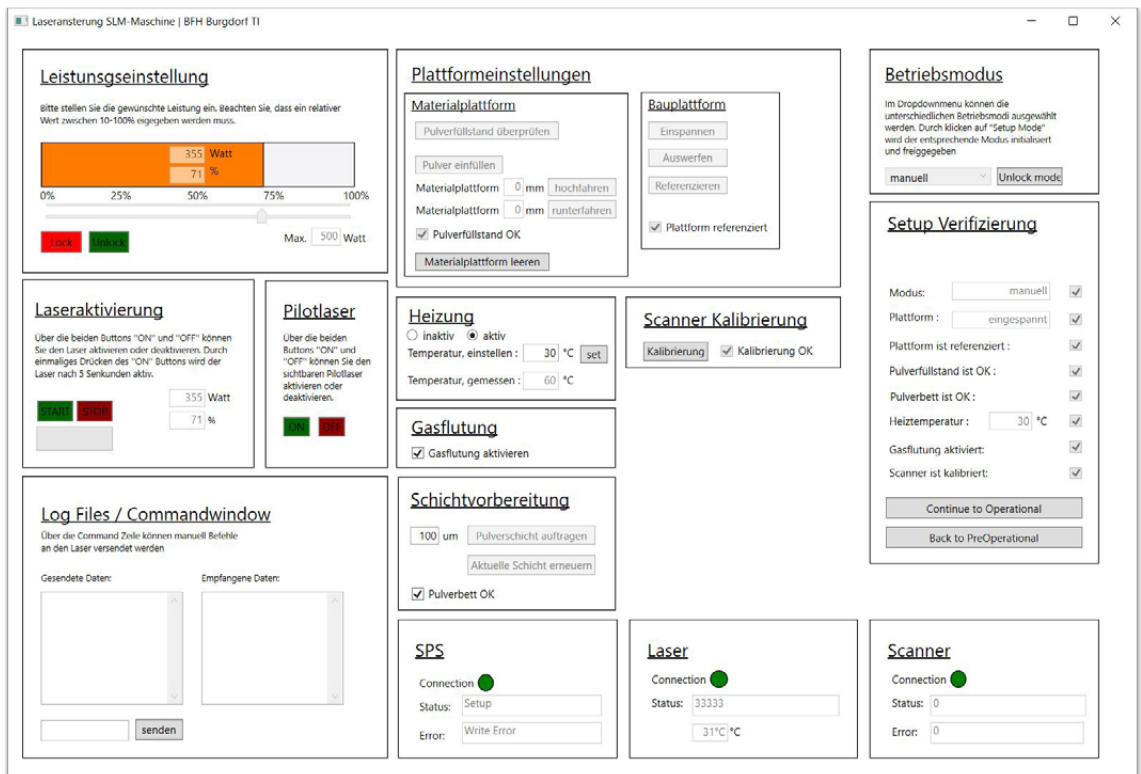 Laseransterung SLM-Maschine | BFH Burgdorf TI
Leistunsgseinstellung
Bitte stellen Sie die gewünschte Leistung ein. Beachten Sie, dass ein relativer
Wert zwischen 10-100% eigegeben werden muss.
355 Watt
71 %
0% 25% 50% 75% 100%
Lock Unlock Max. 500 Watt
Plattformeinstellungen
Materialplattform
Pulverfüllstand überprüfen
Pulver einfüllen
Materialplattform 0 mm hochfahren
Materialplattform 0 mm runterfahren
Pulverfüllstand OK
Materialplattform leeren
Bauplattform
Einspannen
Auswerfen
Referenzieren
Plattform referenziert
Betriebsmodus
Im Dropdownmenu können die
unterschiedlichen Betriebsmodi ausgewählt
werden. Durch klicken auf "Setup Mode"
wird der entsprechende Modus initialisiert
und freiggegeben
manuell Unlock mode
Setup Verifizierung
Modus: manuell
Plattform : eingespannt
Plattform ist referenziert :
Pulverfüllstand ist OK :
Pulverbett ist OK :
Heiztemperatur : 30 °C
Gasflutung aktiviert:
Scanner ist kalibriert:
Continue to Operational
Back to PreOperational
Laseraktivierung
Über die beiden Buttons "ON" und "OFF" können
Sie den Laser aktivieren oder deaktivieren. Durch
einmaliges Drücken des "ON" Buttons wird der
Laser nach 5 Senkunden aktiv.
START STOP 355 Watt
71 %
Pilotlaser
Über die beiden
Buttons "ON" und
"OFF" können Sie den
sichtbaren Pilotlaser
aktivieren oder
deaktivieren.
ON OFF
Heizung
inaktiv aktiv
Temperatur, einstellen : 30 °C set
Temperatur, gemessen : 60 °C
Scanner Kalibrierung
Kalibrierung Kalibrierung OK
Gasflutung
Gasflutung aktivieren
Schichtvorbereitung
100 um Pulverschicht auftragen
Aktuelle Schicht erneuern
Pulverbett OK
Log Files / Commandwindow
Über die Command Zeile können manuell Befehle
an den Laser versendet werden
Gesendete Daten: Empfangene Daten:
senden
SPS
Connection
Status: Setup
Error: Write Error
Laser
Connection
Status: 33333
31°C °C
Scanner
Connection
Status: 0
Error: 0